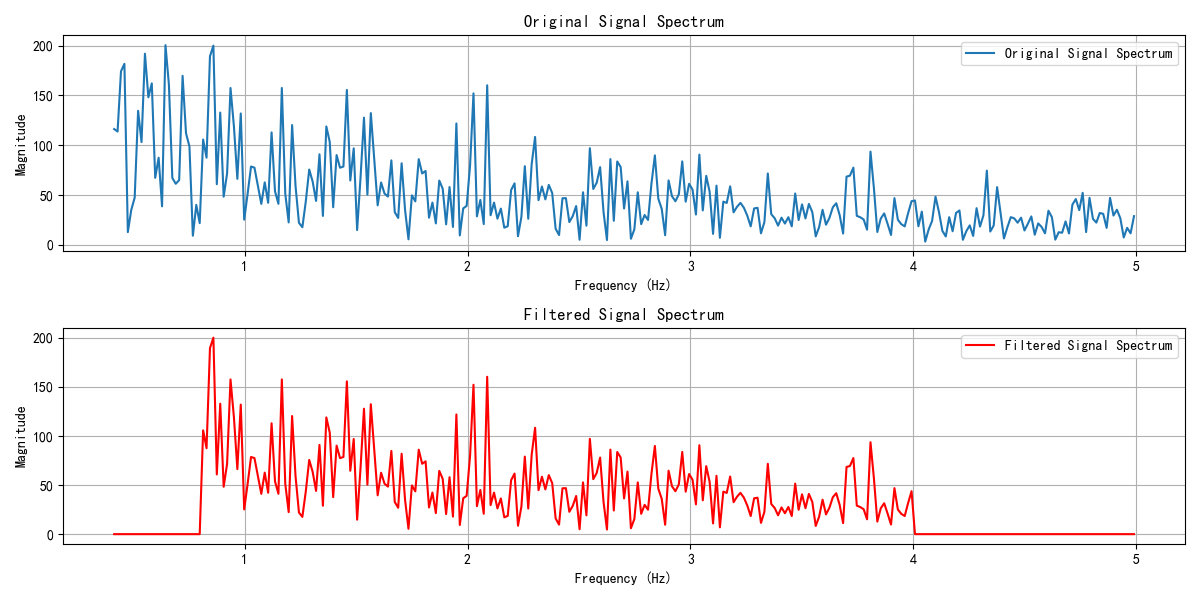 Original Signal Spectrum
200
150
100
50
0
Magnitude
Original Signal Spectrum
1
2
3
4
5
Frequency (Hz)
Filtered Signal Spectrum
200
150
100
50
0
Magnitude
Filtered Signal Spectrum
1
2
3
4
5
Frequency (Hz)